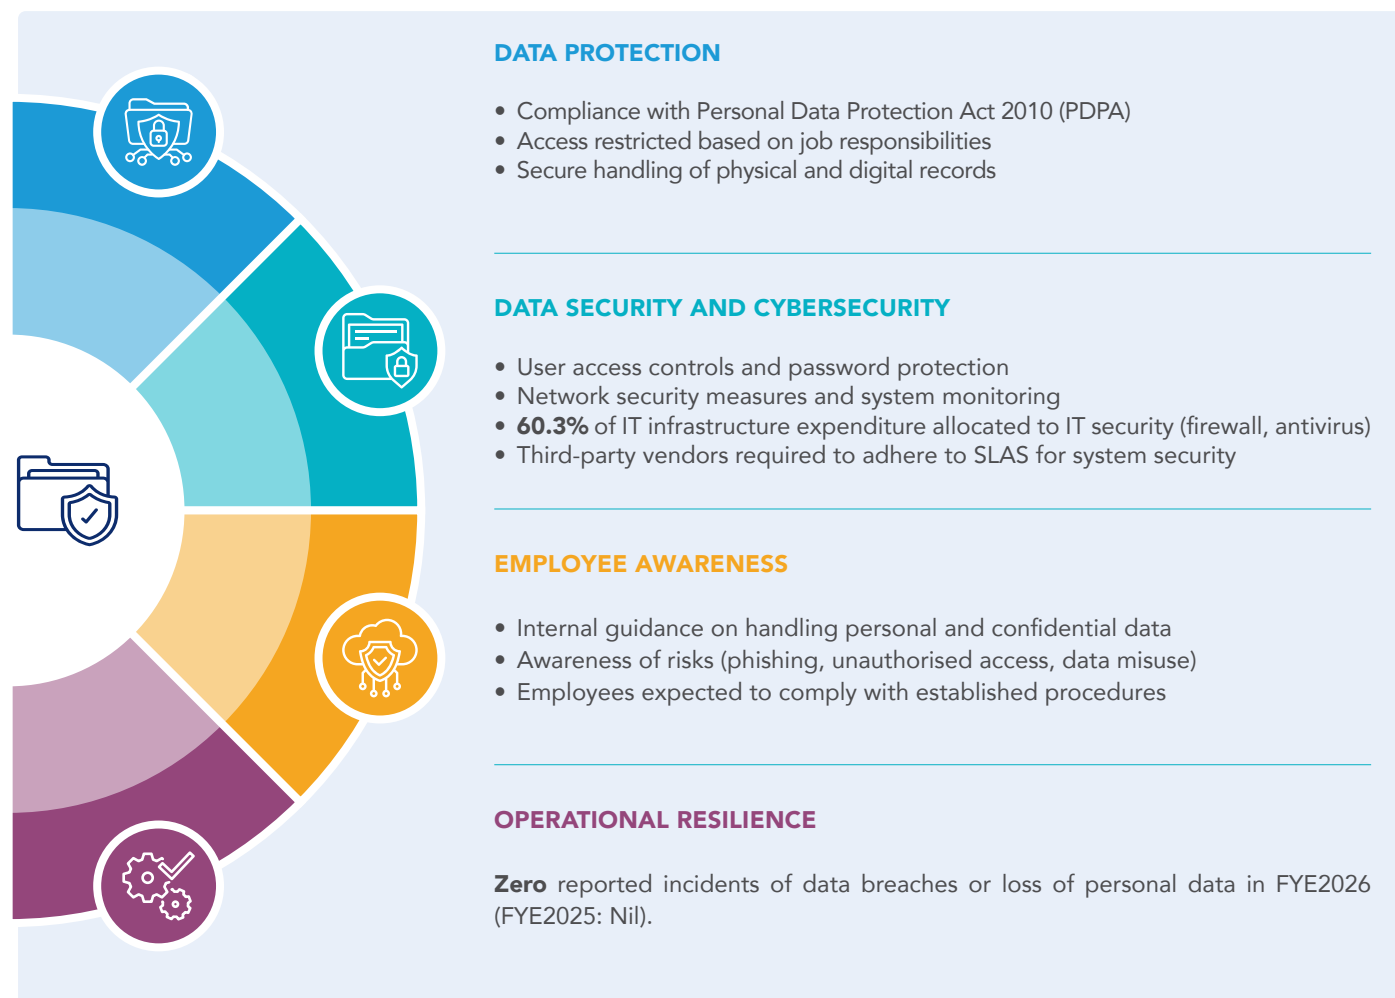 DATA PROTECTION
• Compliance with Personal Data Protection Act 2010 (PDPA)
• Access restricted based on job responsibilities
• Secure handling of physical and digital records
DATA SECURITY AND CYBERSECURITY
• User access controls and password protection
• Network security measures and system monitoring
• 60.3% of IT infrastructure expenditure allocated to IT security (firewall, antivirus)
• Third-party vendors required to adhere to SLAS for system security
EMPLOYEE AWARENESS
• Internal guidance on handling personal and confidential data
• Awareness of risks (phishing, unauthorised access, data misuse)
• Employees expected to comply with established procedures
OPERATIONAL RESILIENCE
Zero reported incidents of data breaches or loss of personal data in FYE2026
(FYE2025: Nil).